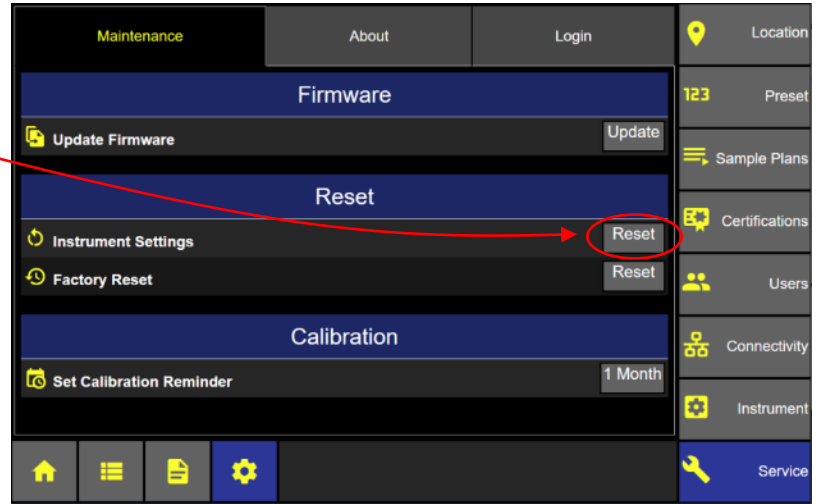 Maintenance
About
Login
Firmware
Update Firmware
Update
Reset
Instrument Settings
Reset
Factory Reset
Reset
Calibration
Set Calibration Reminder
1 Month
Location
123
Preset
Sample Plans
Certifications
Users
Connectivity
Instrument
Service